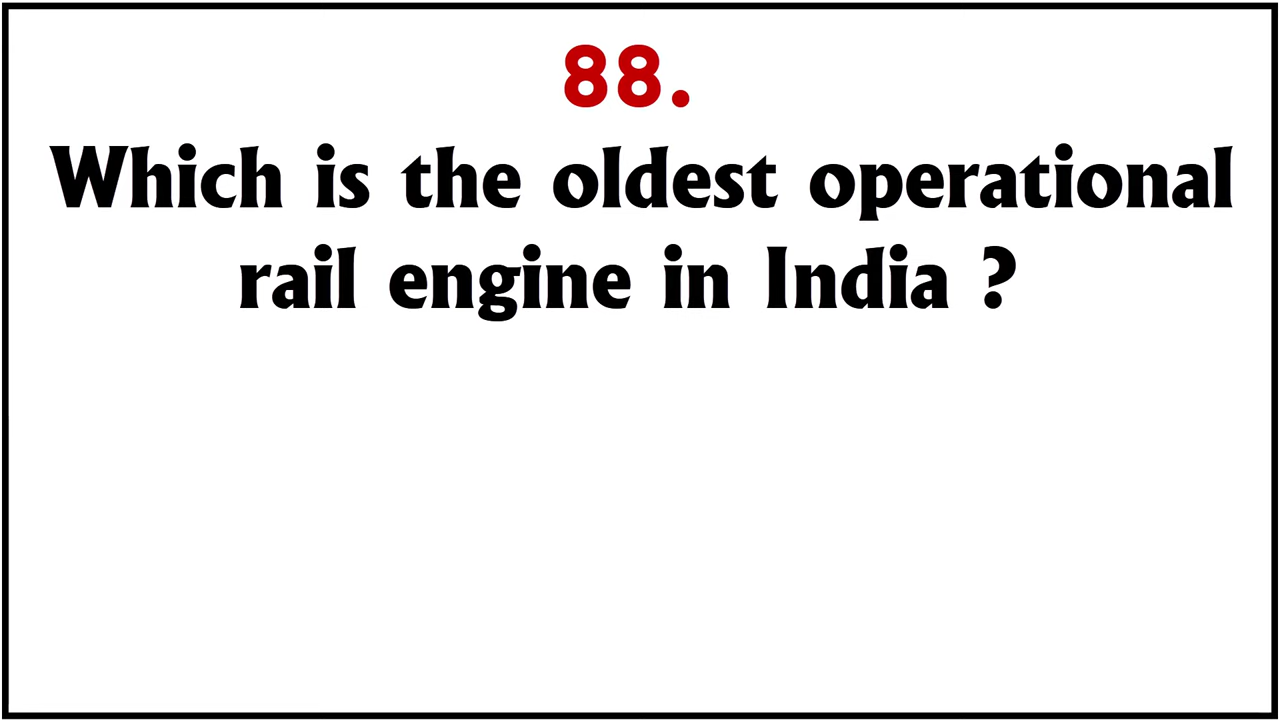 88.
Which is the oldest operational
rail engine in India ?